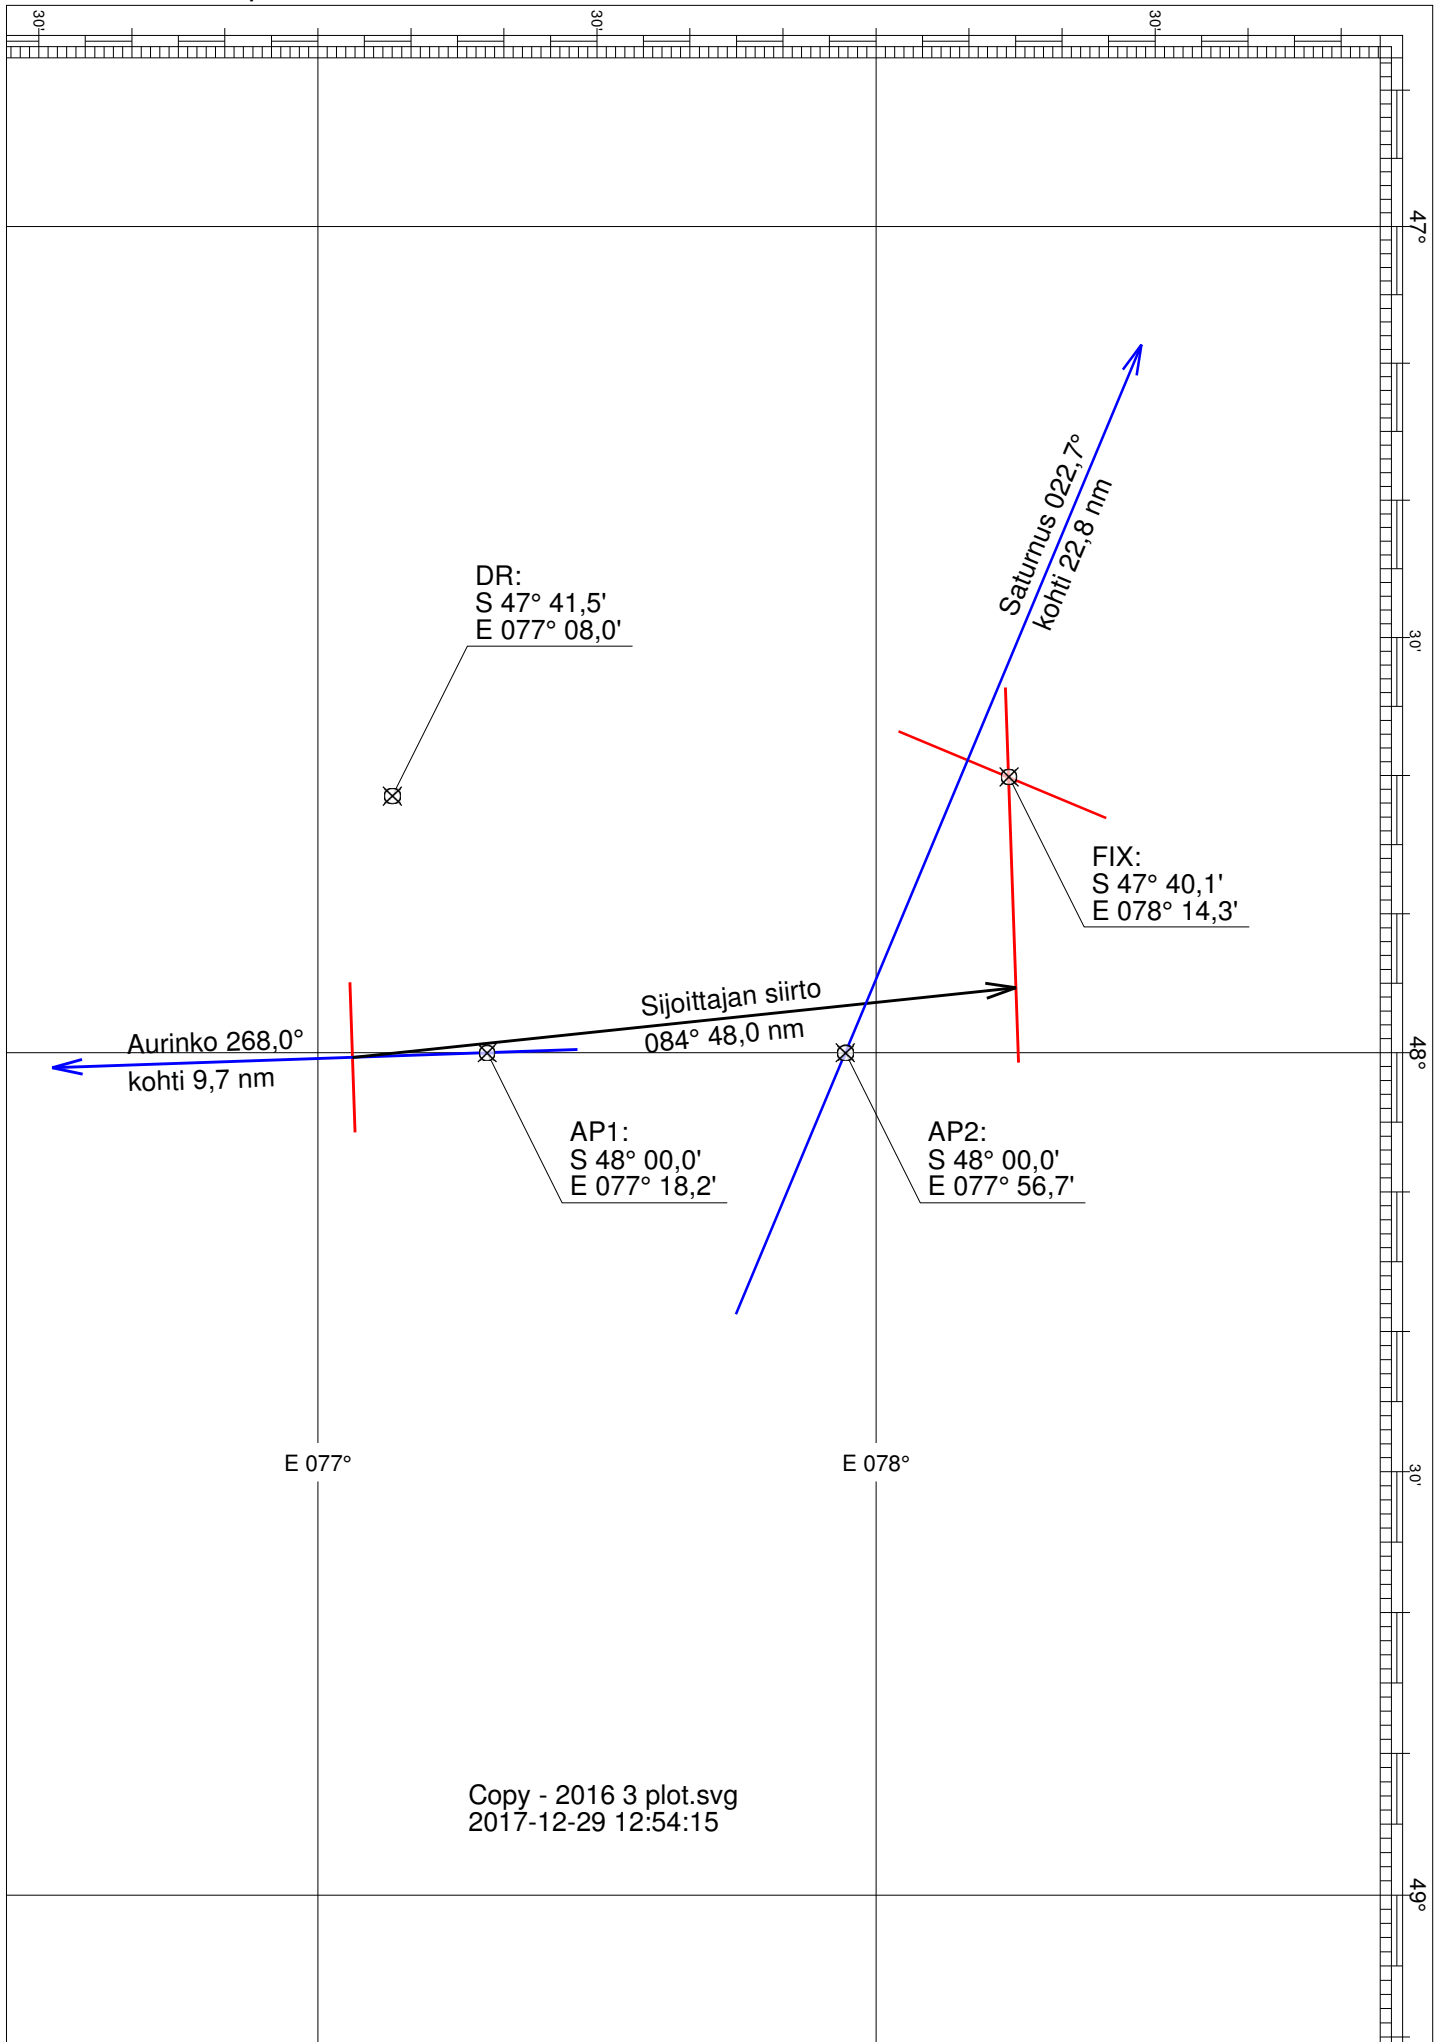 30'
30'
30'
47°
Saturnus 022,7°
kohti 22,8 nm
DR:
S 47° 41,5'
E 077° 08,0'
30'
FIX:
S 47° 40,1'
E 078° 14,3'
Sijoittajan siirto
084° 48,0 nm
Aurinko 268,0°
kohti 9,7 nm
48°
AP1:
S 48° 00,0'
E 077° 18,2'
AP2:
S 48° 00,0'
E 077° 56,7'
E 077°
E 078°
30'
Copy - 2016 3 plot.svg
2017-12-29 12:54:15
49°